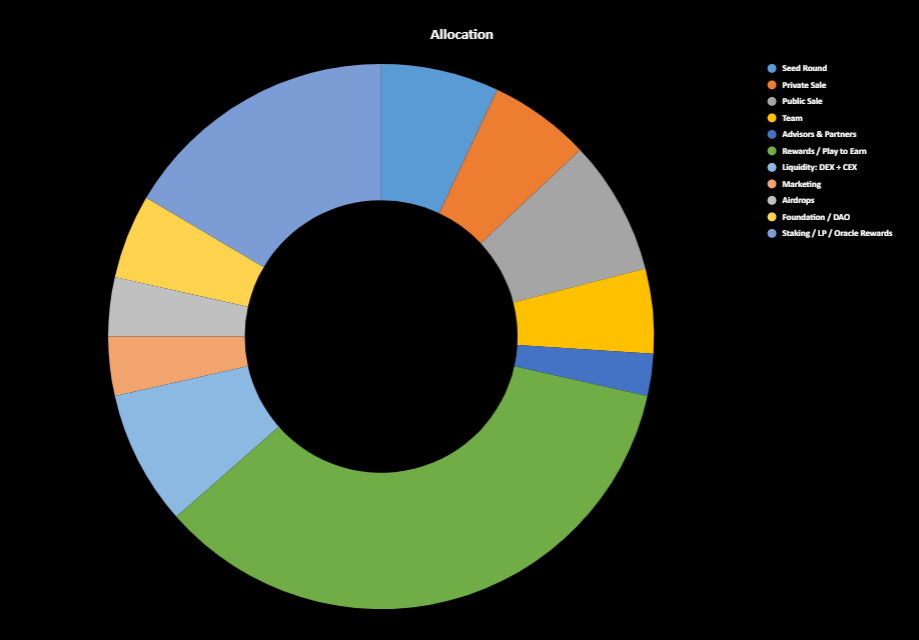 Allocation
Seed Round
Private Sale
Public Sale
Team
Advisors & Partners
Rewards / Play to Earn
Liquidity: DEX + CEX
Marketing
Airdrops
Foundation / DAO
Staking / LP / Oracle Rewards